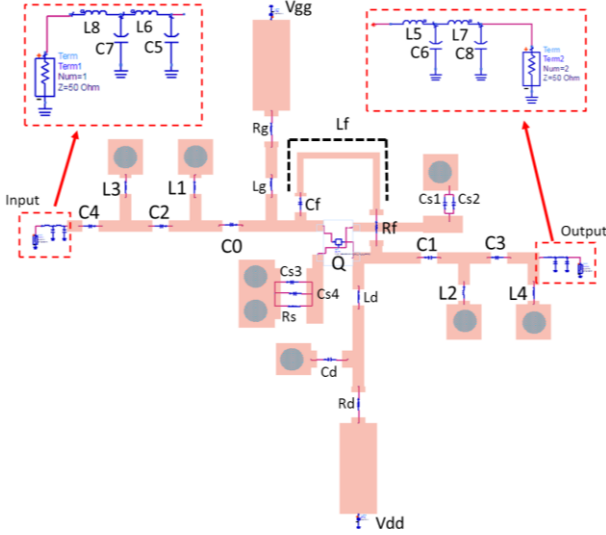 Vgg
L8
L6
C7
C5
Term
Term1
Num=1
Z=50 Ohm
L5
L7
C6
C8
Term
Term2
Num=2
Z=50 Ohm
Rg
Lf
L3
L1
Lg
Cf
Cs1
Cs2
Input
C4
C2
C0
Rf
Q
C1
C3
Output
Cs3
Cs4
Rs
Ld
L2
L4
Cd
Rd
Vdd